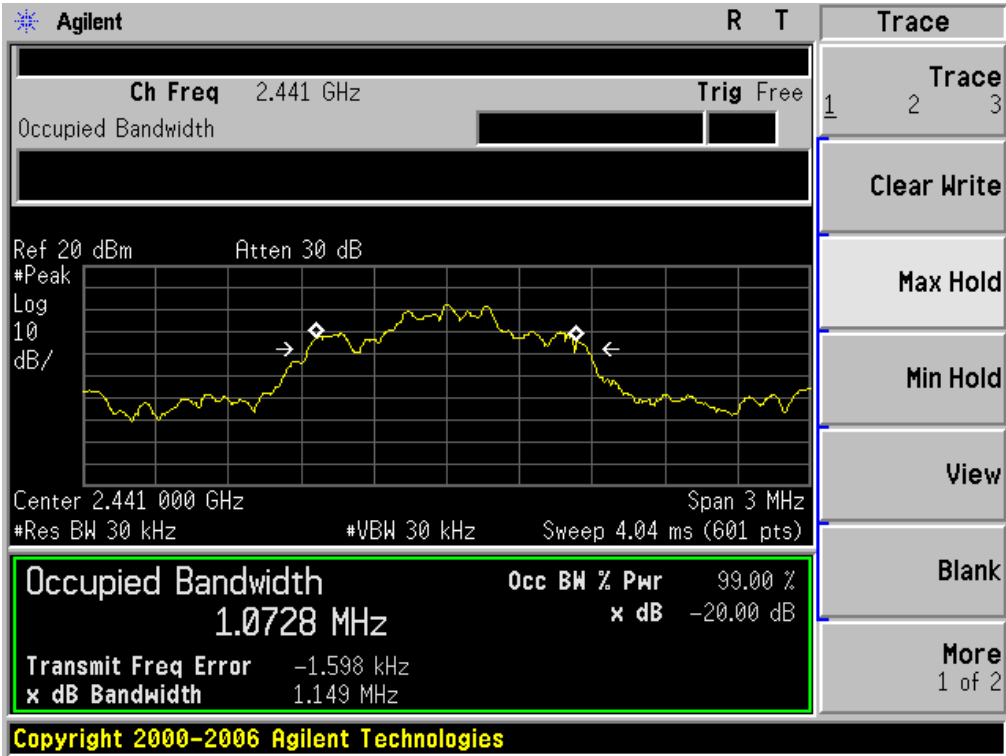 Agilent R T Trace
Ch Freq 2.441 GHz Trig Free
Occupied Bandwidth
Trace
1 2 3
Clear Write
Max Hold
Min Hold
View
Blank
More
1 of 2
Ref 20 dBm Atten 30 dB
#Peak
Log
10
dB/
Center 2.441 000 GHz Span 3 MHz
#Res BW 30 kHz #VBW 30 kHz Sweep 4.04 ms (601 pts)
Occupied Bandwidth Occ BW % Pwr 99.00 %
1.0728 MHz x dB -20.00 dB
Transmit Freq Error -1.598 kHz
x dB Bandwidth 1.149 MHz
Copyright 2000-2006 Agilent Technologies